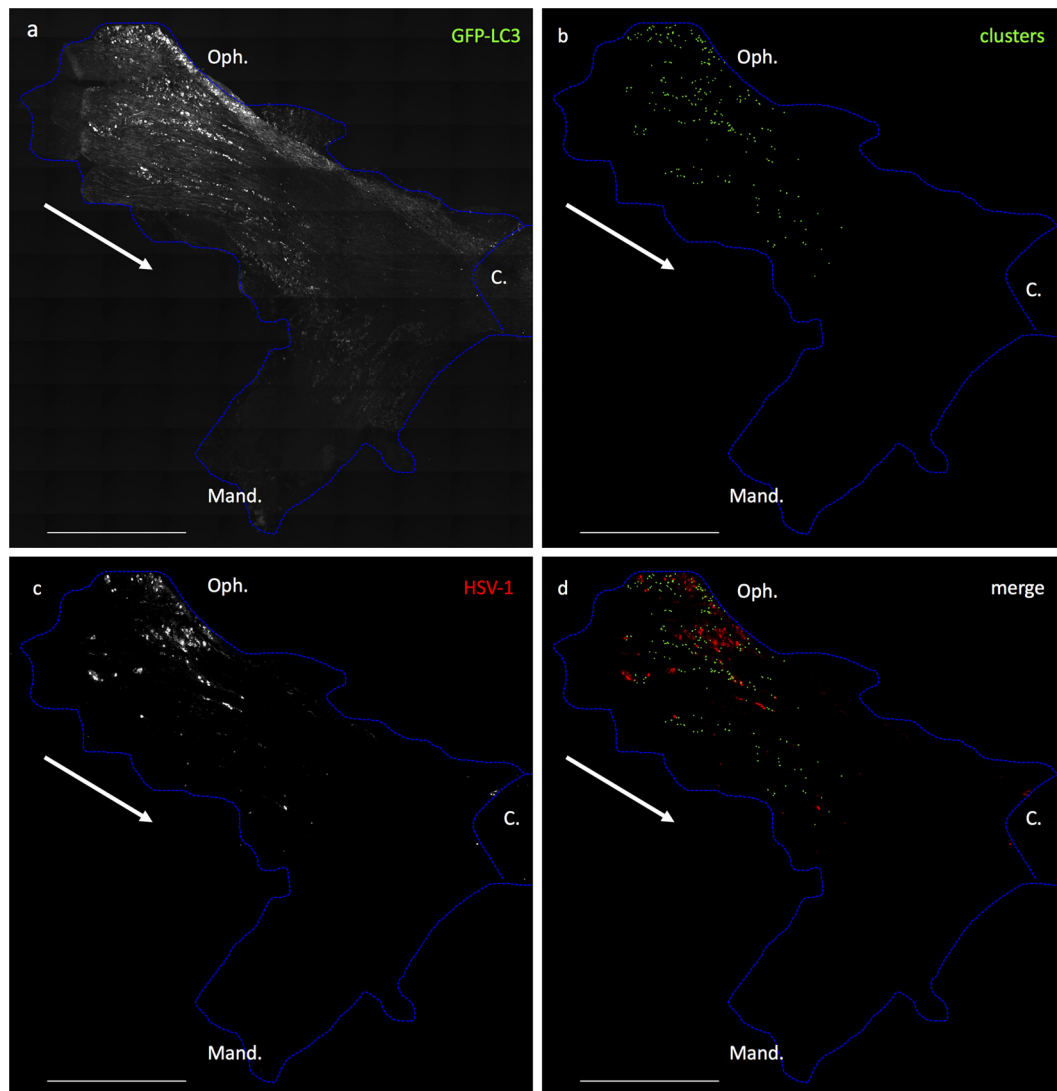 a
GFP-LC3
Oph.
C.
Mand.
b
clusters
Oph.
C.
Mand.
c
HSV-1
Oph.
C.
Mand.
d
merge
Oph.
C.
Mand.